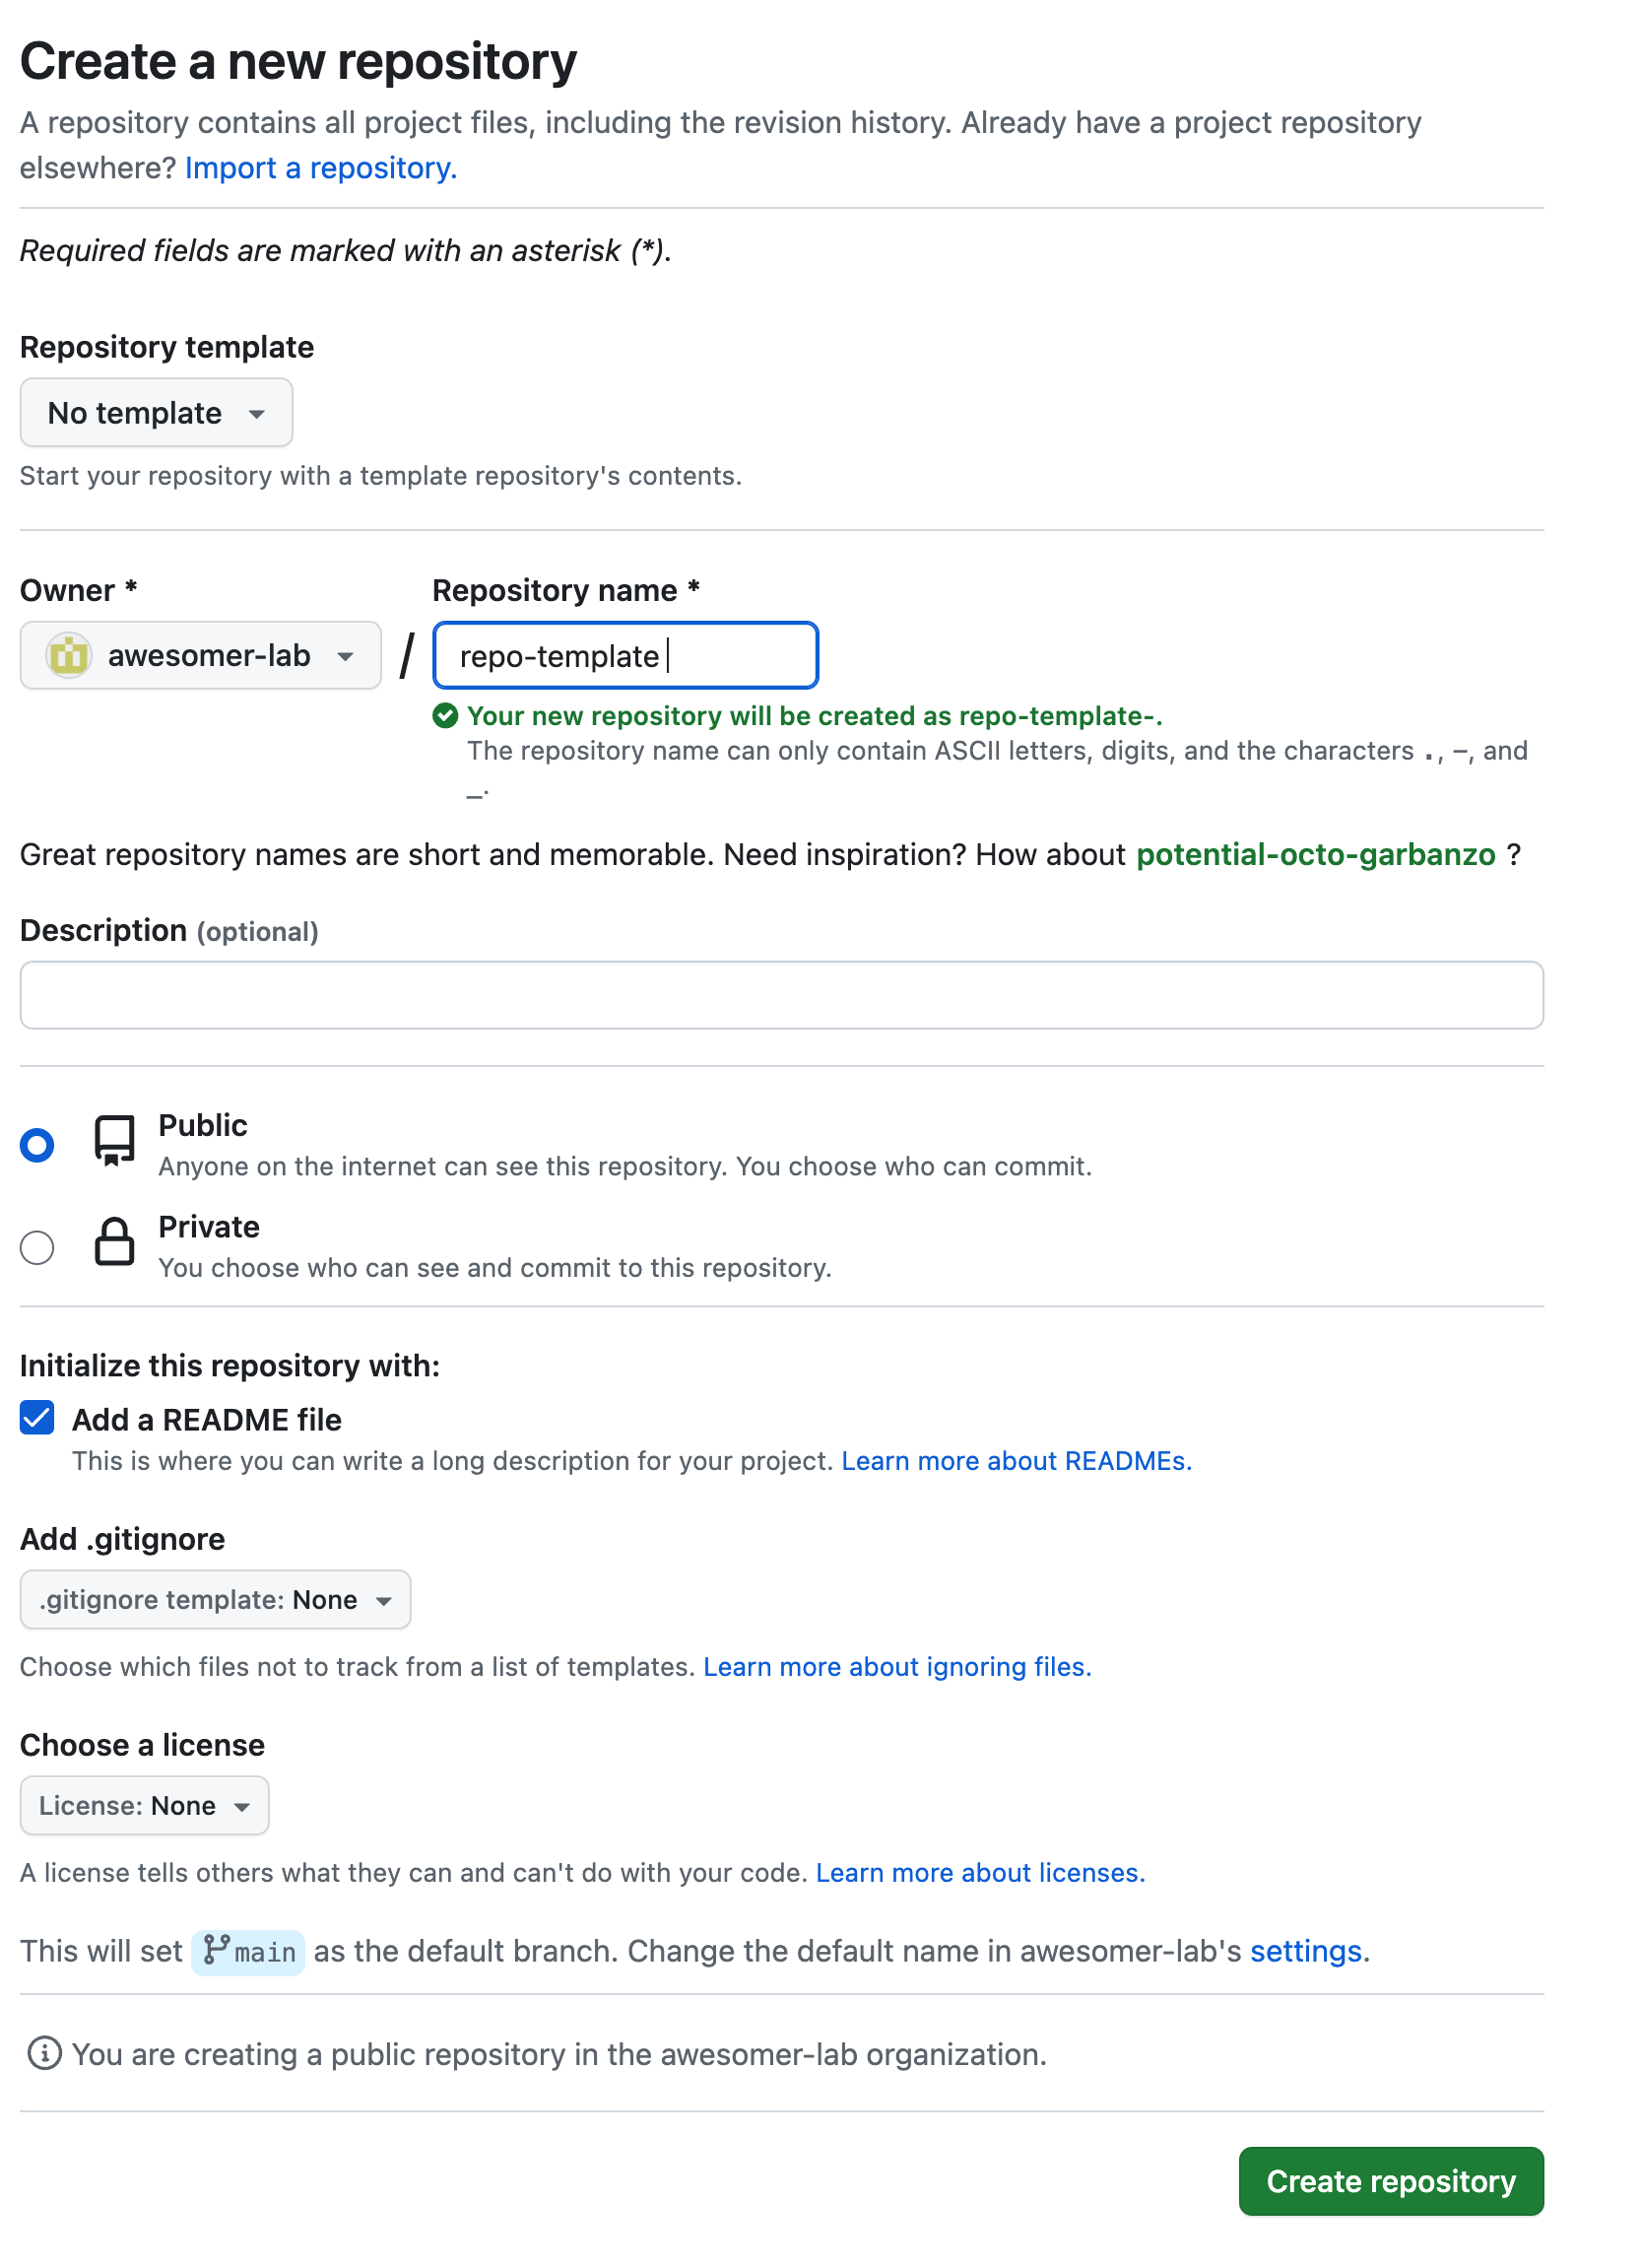 Create a new repository
A repository contains all project files, including the revision history. Already have a project repository
elsewhere? Import a repository.
Required fields are marked with an asterisk (*).
Repository template
No template
Start your repository with a template repository's contents.
Owner *
Repository name *
awesomer-lab / repo-template
Your new repository will be created as repo-template-.
The repository name can only contain ASCII letters, digits, and the characters ., -, and
_.
Great repository names are short and memorable. Need inspiration? How about potential-octo-garbanzo ?
Description (optional)
Public
Anyone on the internet can see this repository. You choose who can commit.
Private
You choose who can see and commit to this repository.
Initialize this repository with:
Add a README file
This is where you can write a long description for your project. Learn more about READMEs.
Add .gitignore
.gitignore template: None
Choose which files not to track from a list of templates. Learn more about ignoring files.
Choose a license
License: None
A license tells others what they can and can't do with your code. Learn more about licenses.
This will set main as the default branch. Change the default name in awesomer-lab's settings.
You are creating a public repository in the awesomer-lab organization.
Create repository